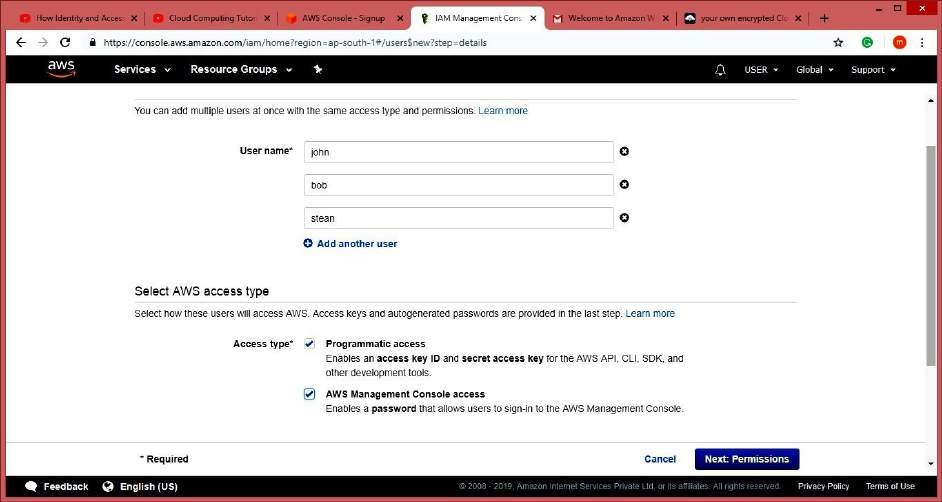 How Identity and Access
Cloud Computing Tutor
AWS Console - Signup
IAM Management Cons
Welcome to Amazon W
your own encrypted Clo
https://console.aws.amazon.com/iam/home?region=ap-south-1#/users$new?step=details
m
aws
Services
Resource Groups
USER
Global
Support
You can add multiple users at once with the same access type and permissions. Learn more
User name*
john
bob
stean
Add another user
Select AWS access type
Select how these users will access AWS. Access keys and autogenerated passwords are provided in the last step. Learn more
Access type*
Programmatic access
Enables an access key ID and secret access key for the AWS API, CLI, SDK, and
other development tools.
AWS Management Console access
Enables a password that allows users to sign-in to the AWS Management Console.
* Required
Cancel
Next: Permissions
Feedback
English (US)
© 2008 - 2019, Amazon Internet Services Private Ltd. or its affiliates. All rights reserved.
Privacy Policy
Terms of Use